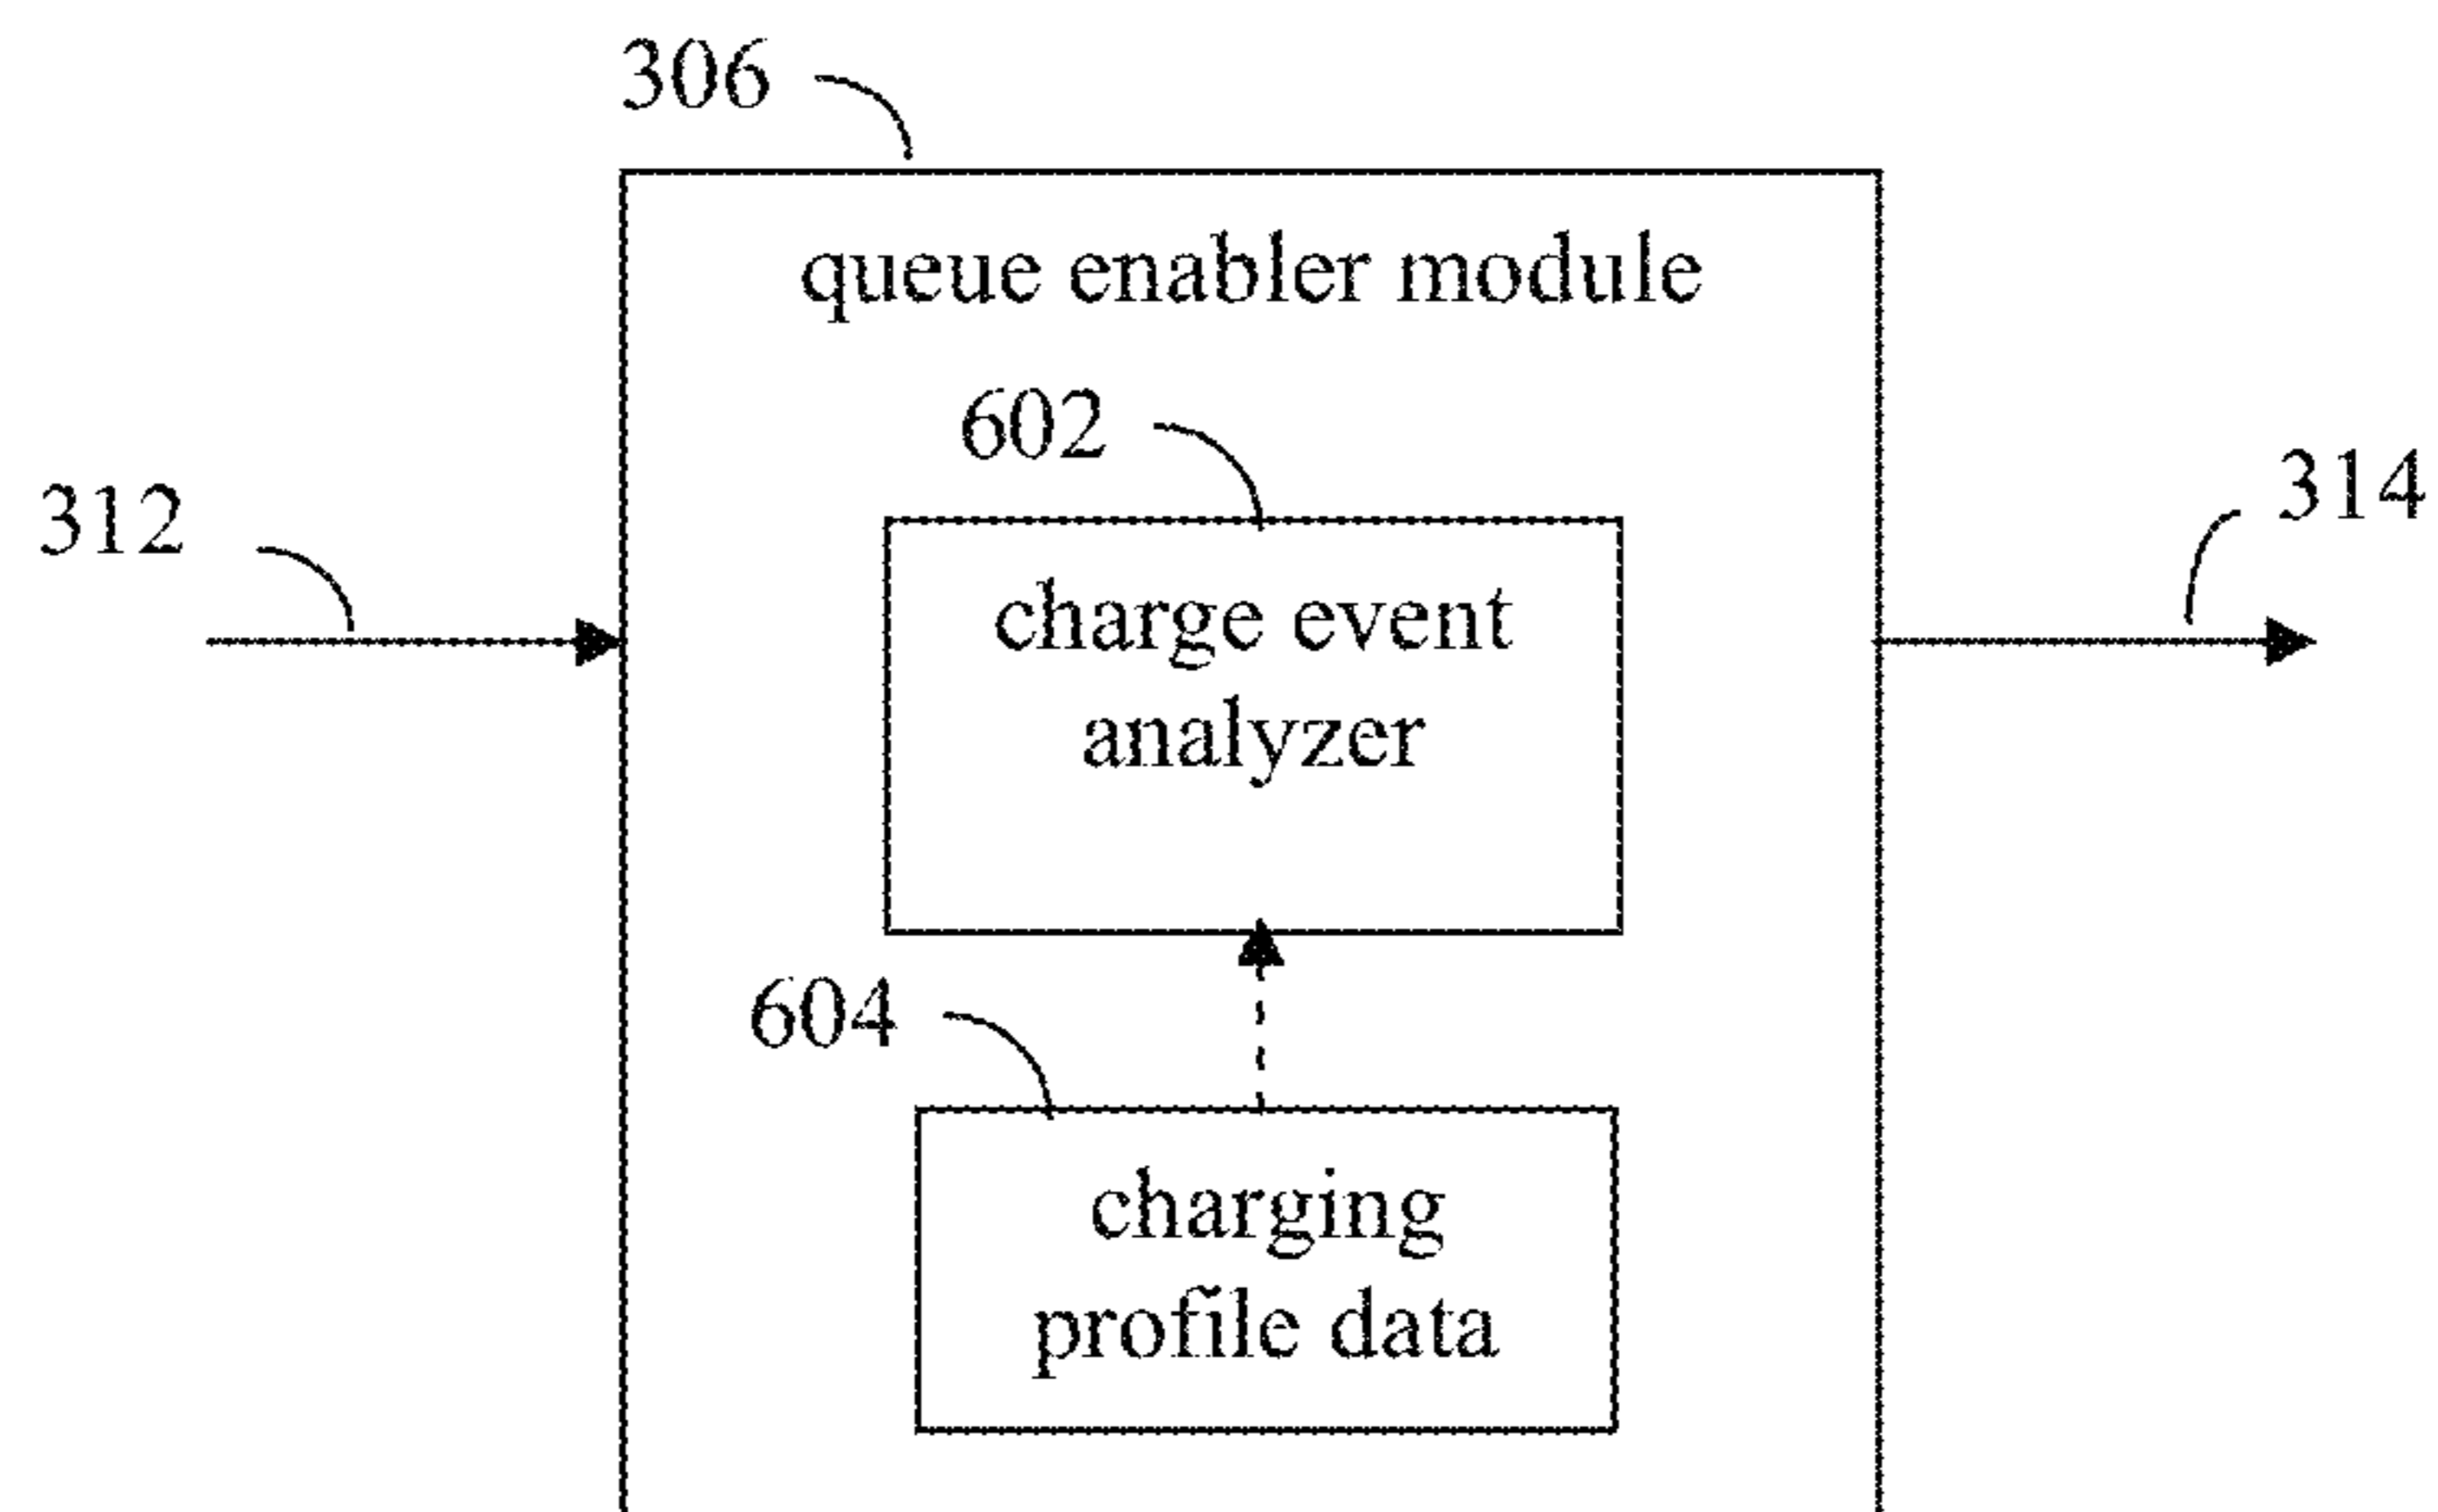 306
queue enabler module
602
312
314
charge event
analyzer
604
charging
profile data